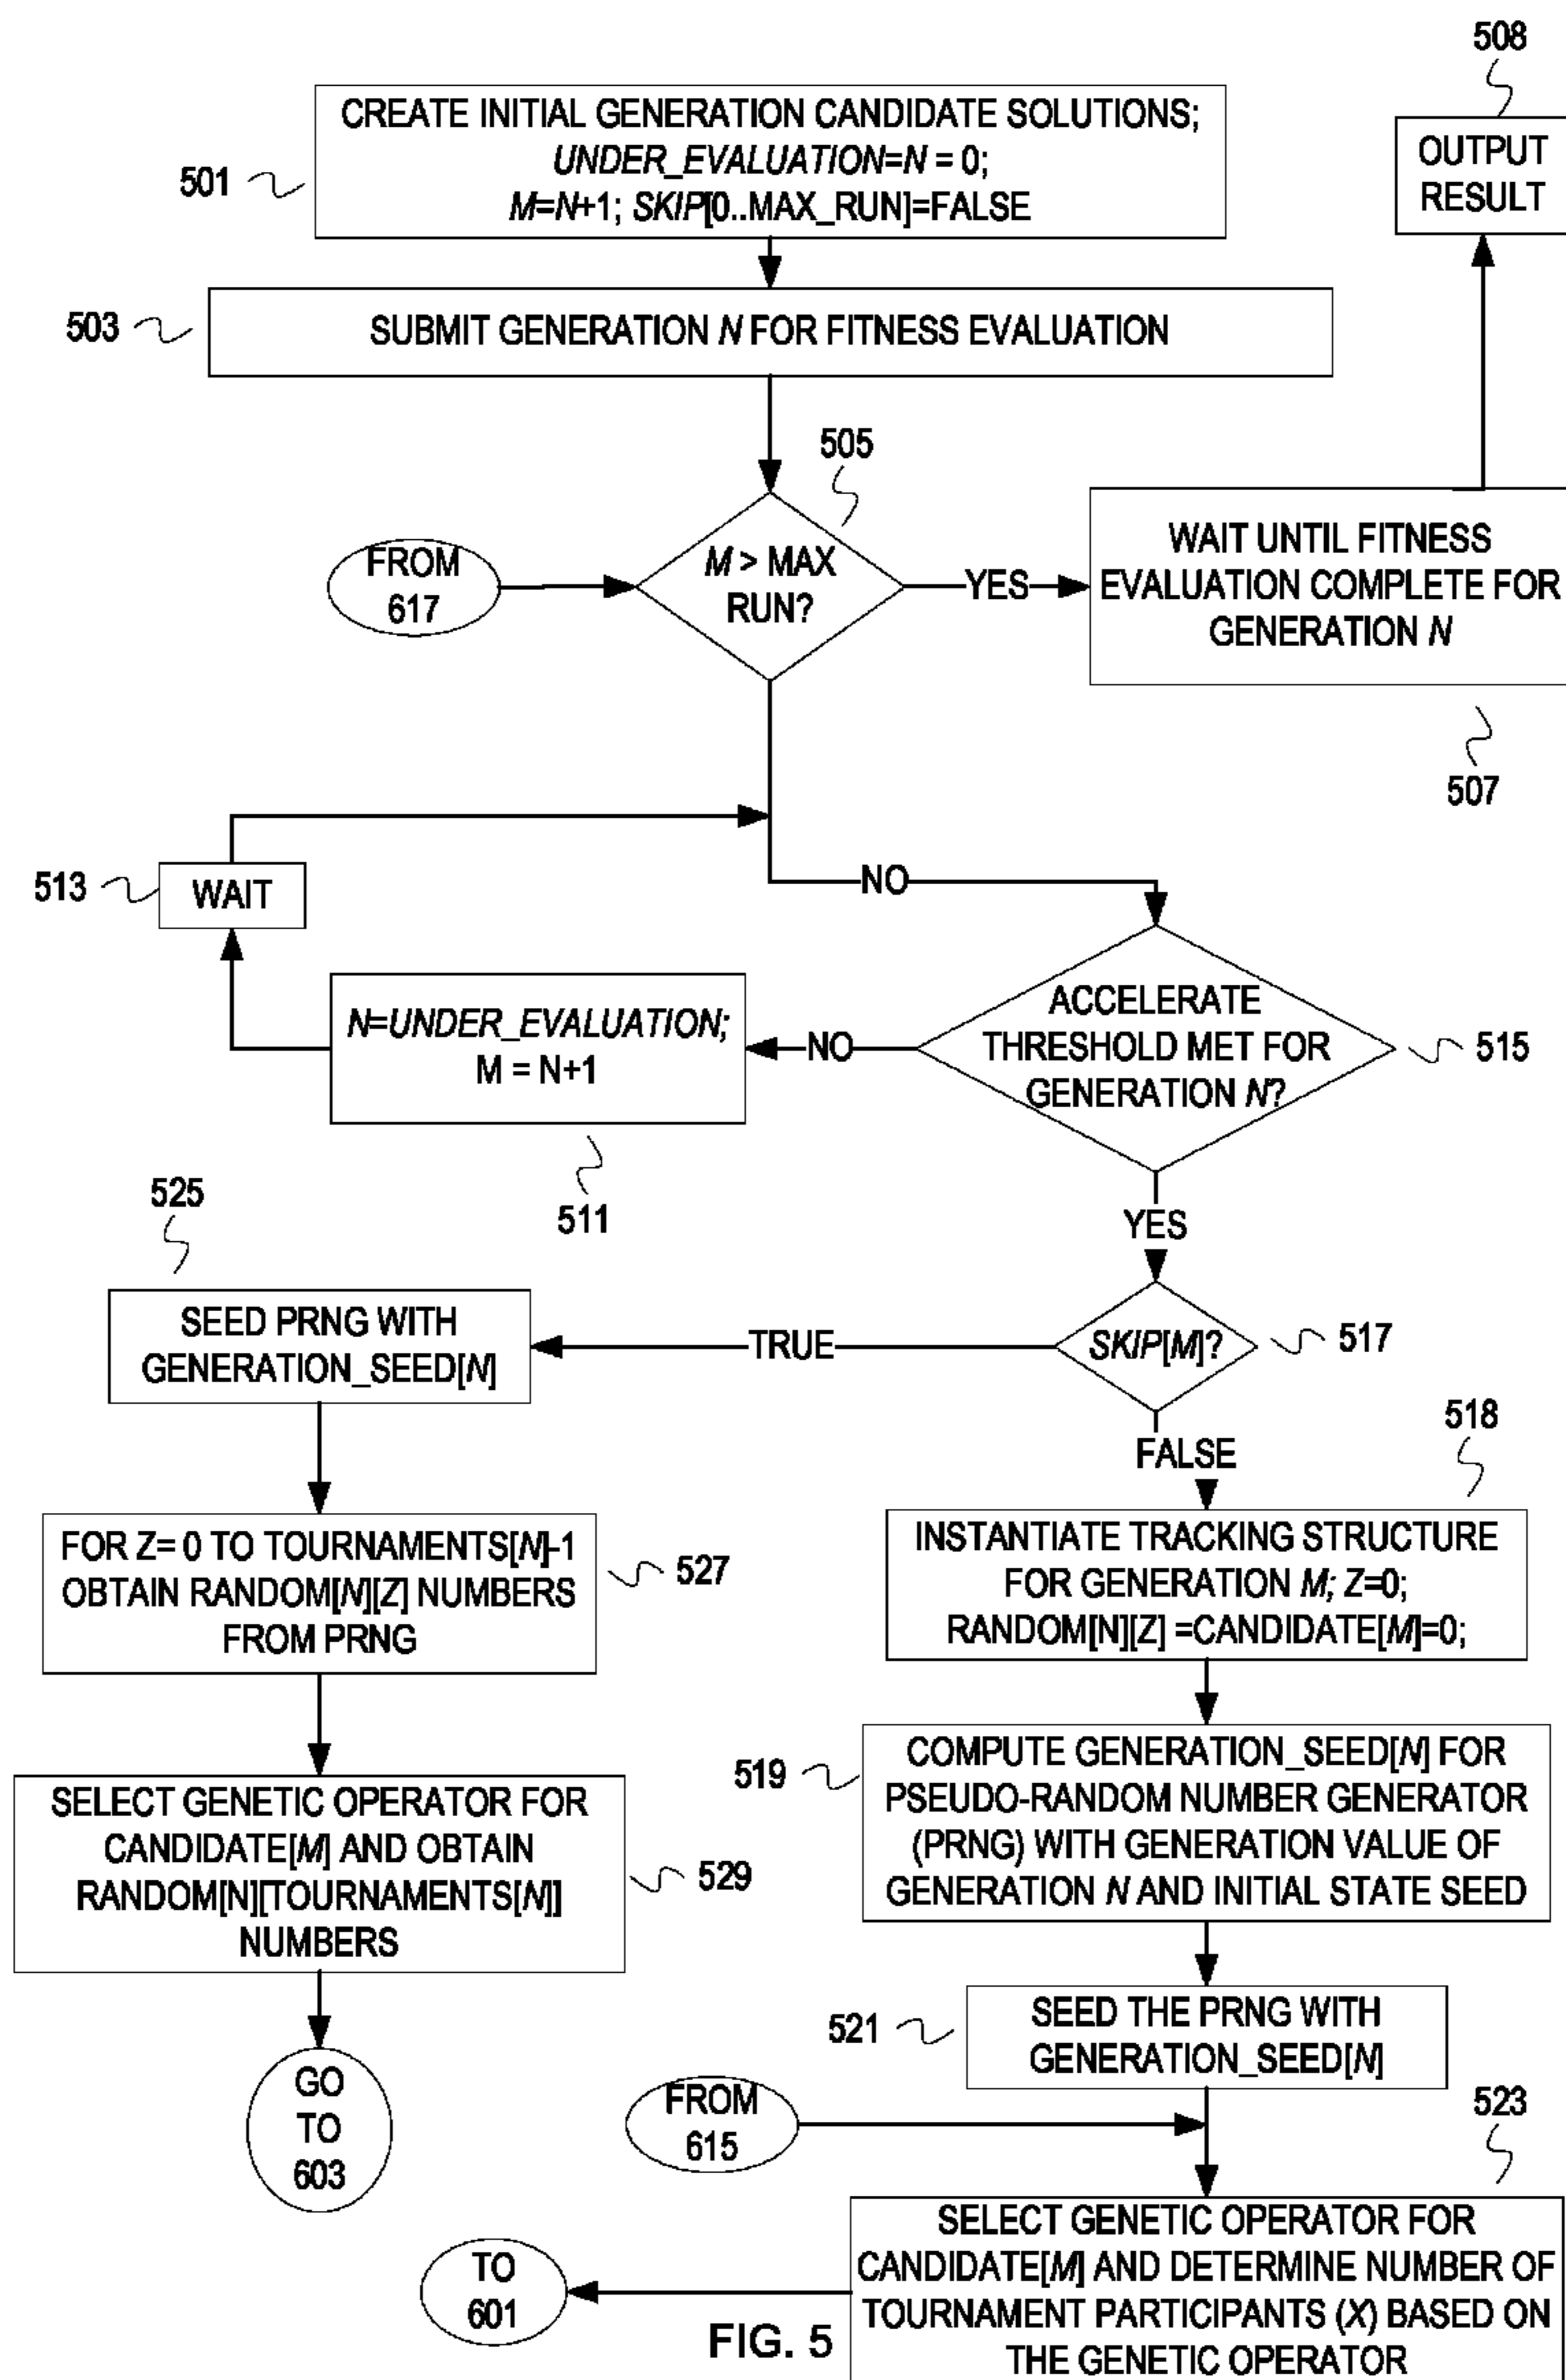 508
CREATE INITIAL GENERATION CANDIDATE SOLUTIONS;
UNDER_EVALUATION=N = 0;
M=N+1; SKIP[0..MAX_RUN]=FALSE
501
OUTPUT
RESULT
503
SUBMIT GENERATION N FOR FITNESS EVALUATION
505
FROM
617
M > MAX
RUN?
YES
WAIT UNTIL FITNESS
EVALUATION COMPLETE FOR
GENERATION N
507
513
WAIT
NO
ACCELERATE
THRESHOLD MET FOR
GENERATION N?
515
NO
N=UNDER_EVALUATION;
M = N+1
511
YES
525
SEED PRNG WITH
GENERATION_SEED[N]
TRUE
SKIP[M]?
517
FALSE
518
FOR Z= 0 TO TOURNAMENTS[N]-1
OBTAIN RANDOM[N][Z] NUMBERS
FROM PRNG
527
INSTANTIATE TRACKING STRUCTURE
FOR GENERATION M; Z=0;
RANDOM[N][Z] =CANDIDATE[M]=0;
519
COMPUTE GENERATION_SEED[N] FOR
PSEUDO-RANDOM NUMBER GENERATOR
(PRNG) WITH GENERATION VALUE OF
GENERATION N AND INITIAL STATE SEED
SELECT GENETIC OPERATOR FOR
CANDIDATE[M] AND OBTAIN
RANDOM[N][TOURNAMENTS[N]]
NUMBERS
529
521
SEED THE PRNG WITH
GENERATION_SEED[N]
GO
TO
603
FROM
615
523
SELECT GENETIC OPERATOR FOR
CANDIDATE[M] AND DETERMINE NUMBER OF
TOURNAMENT PARTICIPANTS (X) BASED ON
THE GENETIC OPERATOR
TO
601
FIG. 5